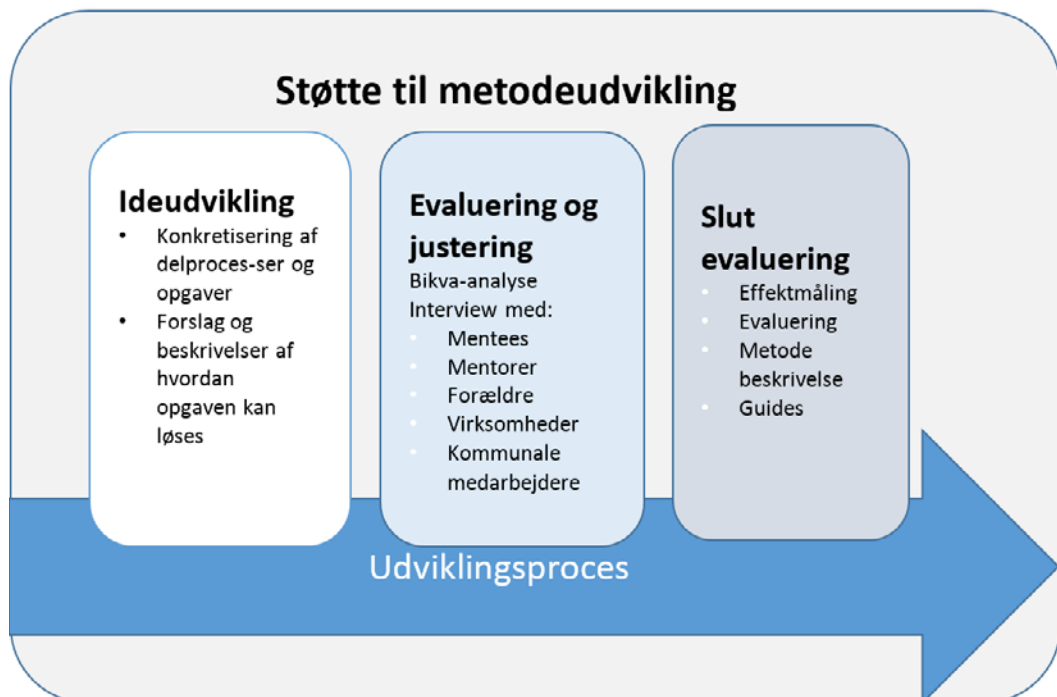 Støtte til metodeudvikling
Ideudvikling
• Konkretisering af
delproces-ser og
opgaver
• Forslag og
beskrivelser af
hvordan
opgaven kan
løses
Evaluering og
justering
Bikva-analyse
Interview med:
• Mentees
• Mentorer
• Forældre
• Virksomheder
• Kommunale
medarbejdere
Slut
evaluering
• Effektmåling
• Evaluering
• Metode
beskrivelse
• Guides
Udviklingsproces